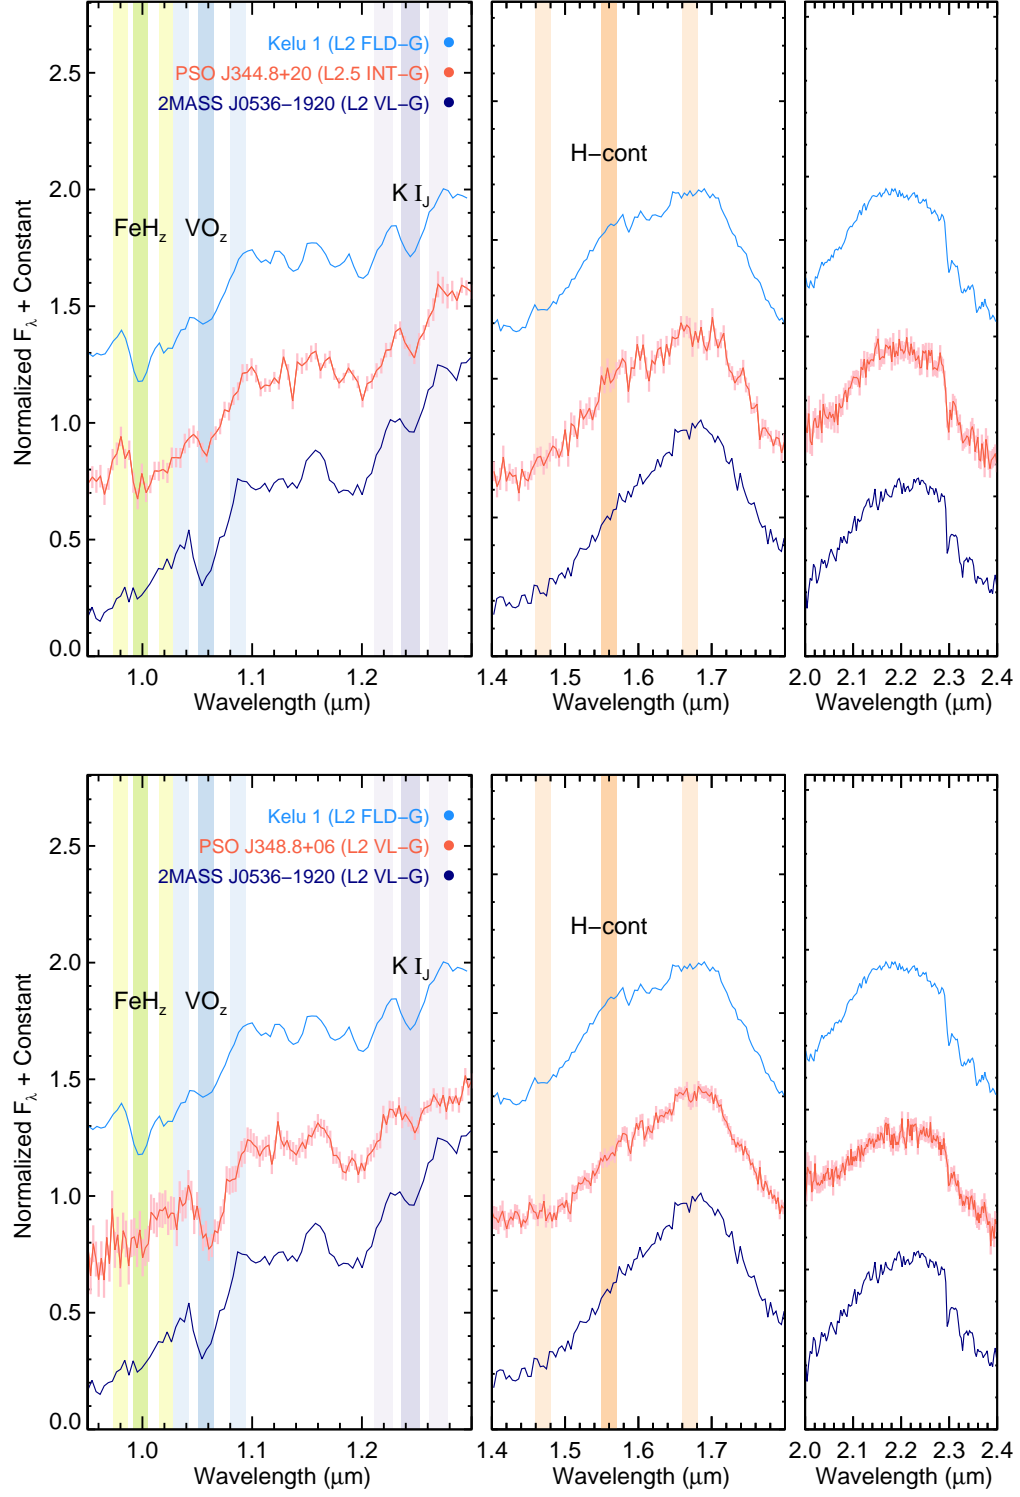 Kelu 1 (L2 FLD−G)
PSO J344.8+20 (L2.5 INT−G)
2MASS J0536−1920 (L2 VL−G)
2.5
2.0
1.5
1.0
0.5
0.0
Normalized Fλ + Constant
FeHz
VOz
K IJ
H−cont
1.0 1.1 1.2
1.4 1.5 1.6 1.7
2.0 2.1 2.2 2.3 2.4
Wavelength (μm)
Wavelength (μm)
Wavelength (μm)
Kelu 1 (L2 FLD−G)
PSO J348.8+06 (L2 VL−G)
2MASS J0536−1920 (L2 VL−G)
2.5
2.0
1.5
1.0
0.5
0.0
Normalized Fλ + Constant
FeHz
VOz
K IJ
H−cont
1.0 1.1 1.2
1.4 1.5 1.6 1.7
2.0 2.1 2.2 2.3 2.4
Wavelength (μm)
Wavelength (μm)
Wavelength (μm)